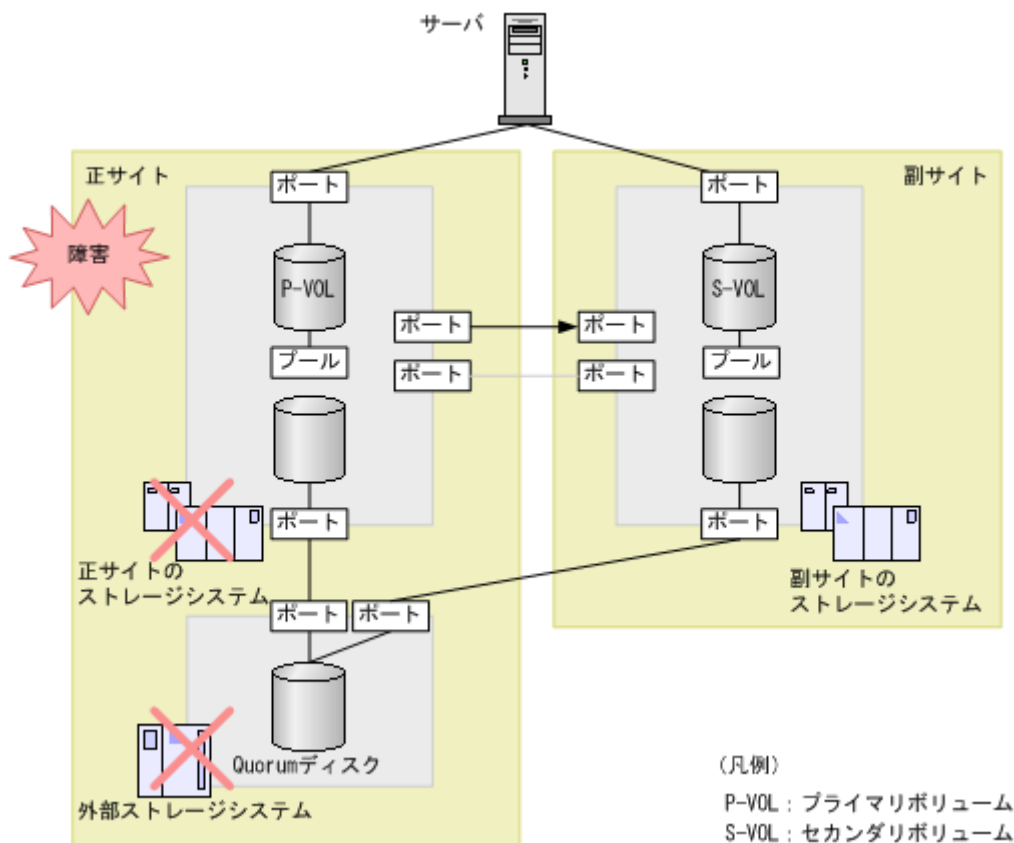 サーバ
正サイト
副サイト
ポート
ポート
障害
P-VOL
S-VOL
ポート
ポート
プール
プール
ポート
ポート
ポート
ポート
正サイトの
ストレージシステム
副サイトの
ストレージシステム
ポート
ポート
Quorumディスク
外部ストレージシステム
(凡例)
P-VOL : プライマリボリューム
S-VOL : セカンダリボリューム